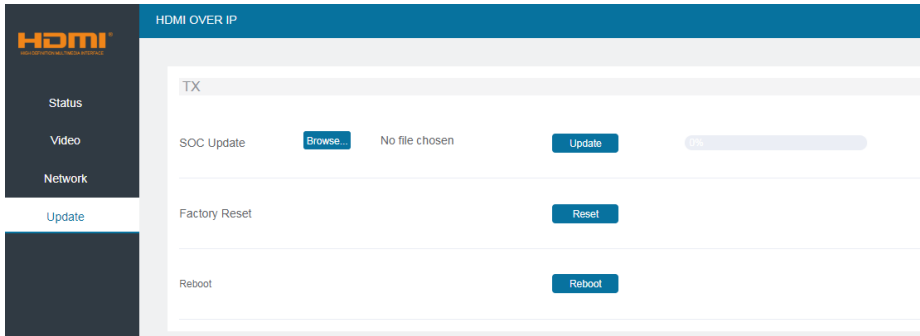 HDMI OVER IP
HDMI®
HIGH-DEFINITION MULTIMEDIA INTERFACE
Status
Video
Network
Update
TX
SOC Update Browse... No file chosen Update 0%
Factory Reset Reset
Reboot Reboot